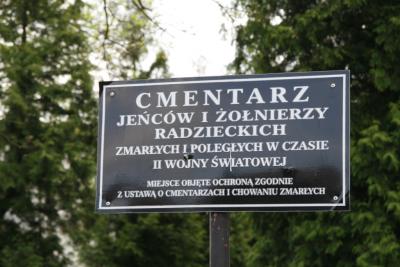 CMENTARZ
JEŃCÓW I ŻOŁNIERZY
RADZIECKICH
ZMARŁYCH I POLEGŁYCH W CZASIE
II WOJNY ŚWIATOWEJ
MIEJSCE OBJĘTE OCHRONĄ ZGODNIE
Z USTAWĄ O CMENTARZACH I CHOWANIU ZMARŁYCH